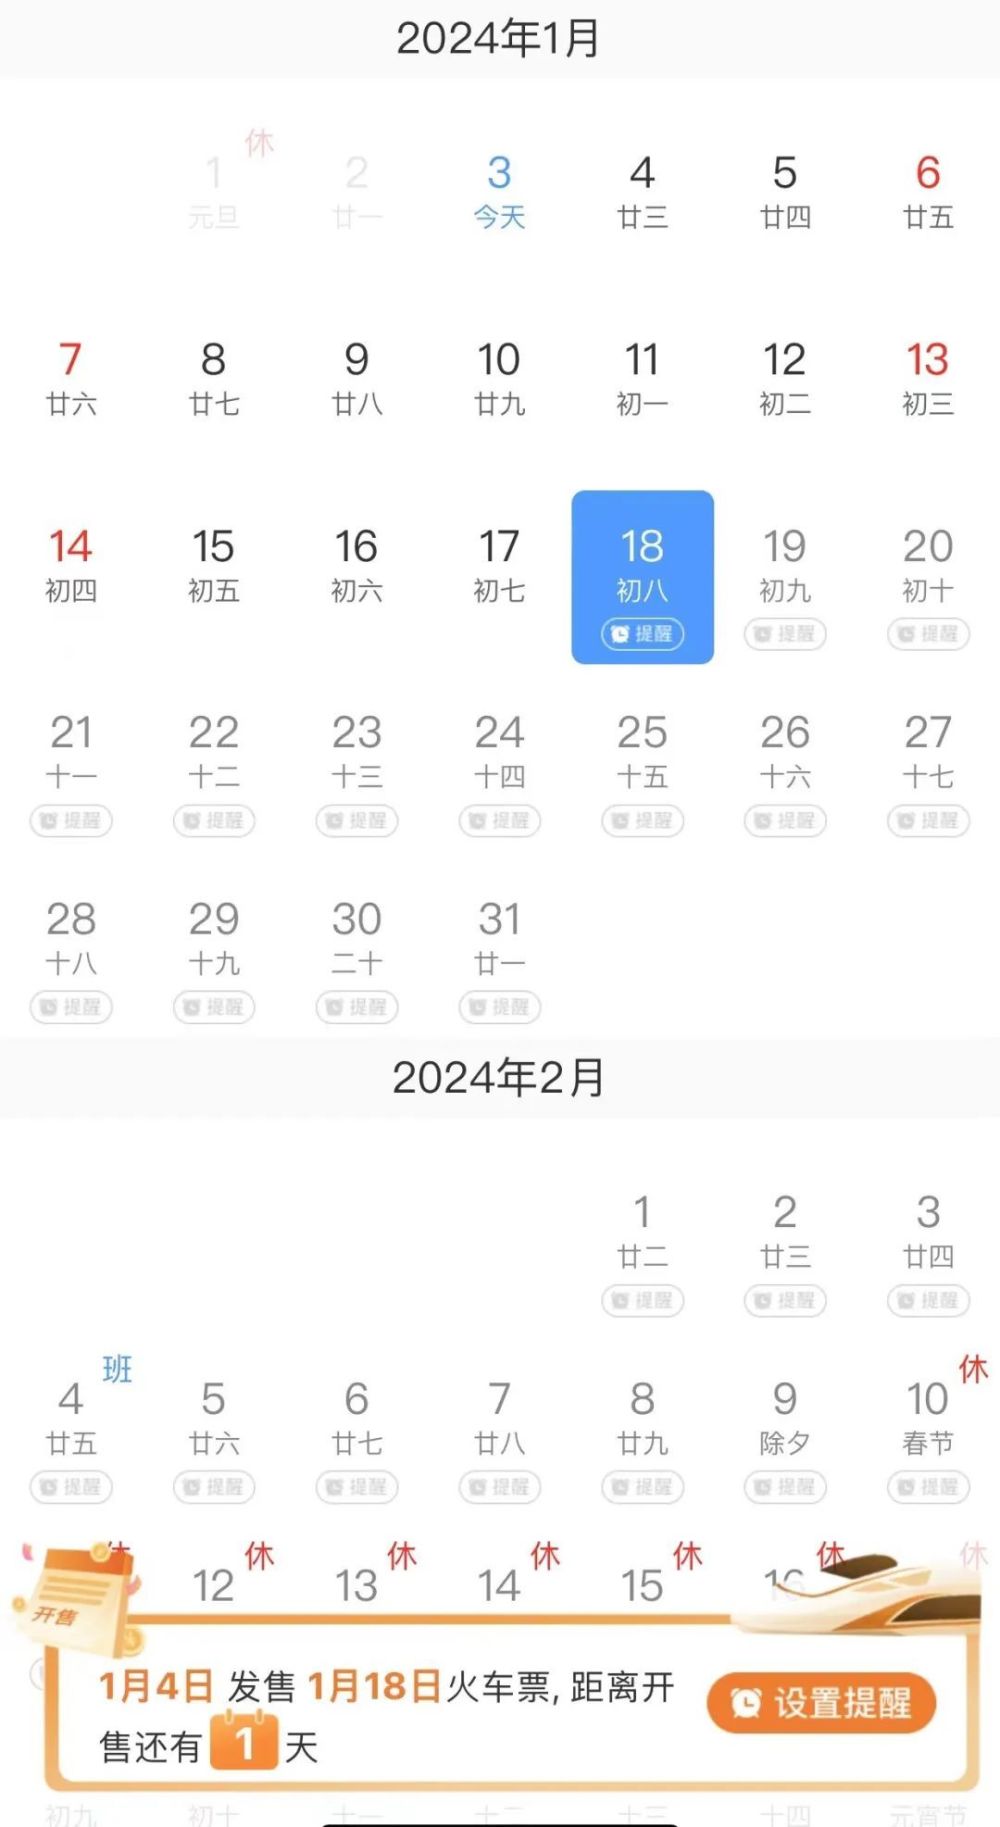 2024年1月
休
1 2 3 4 5 6
元旦 廿一 今天 廿三 廿四 廿五
7 8 9 10 11 12 13
廿六 廿七 廿八 廿九 初一 初二 初三
14 15 16 17 18 19 20
初四 初五 初六 初七 初八 初九 初十
提醒 提醒 提醒
21 22 23 24 25 26 27
十一 十二 十三 十四 十五 十六 十七
提醒 提醒 提醒 提醒 提醒 提醒 提醒
28 29 30 31
十八 十九 二十 廿一
提醒 提醒 提醒 提醒
2024年2月
1 2 3
廿二 廿三 廿四
提醒 提醒 提醒
班 休
4 5 6 7 8 9 10
廿五 廿六 廿七 廿八 廿九 除夕 春节
提醒 提醒 提醒 提醒 提醒 提醒 提醒
休 休 休 休 休 休 休
12 13 14 15 16
开售
1月4日 发售 1月18日火车票, 距离开
售还有 1 天
设置提醒
初九 初十 十一 十二 十三 十四 元宵节